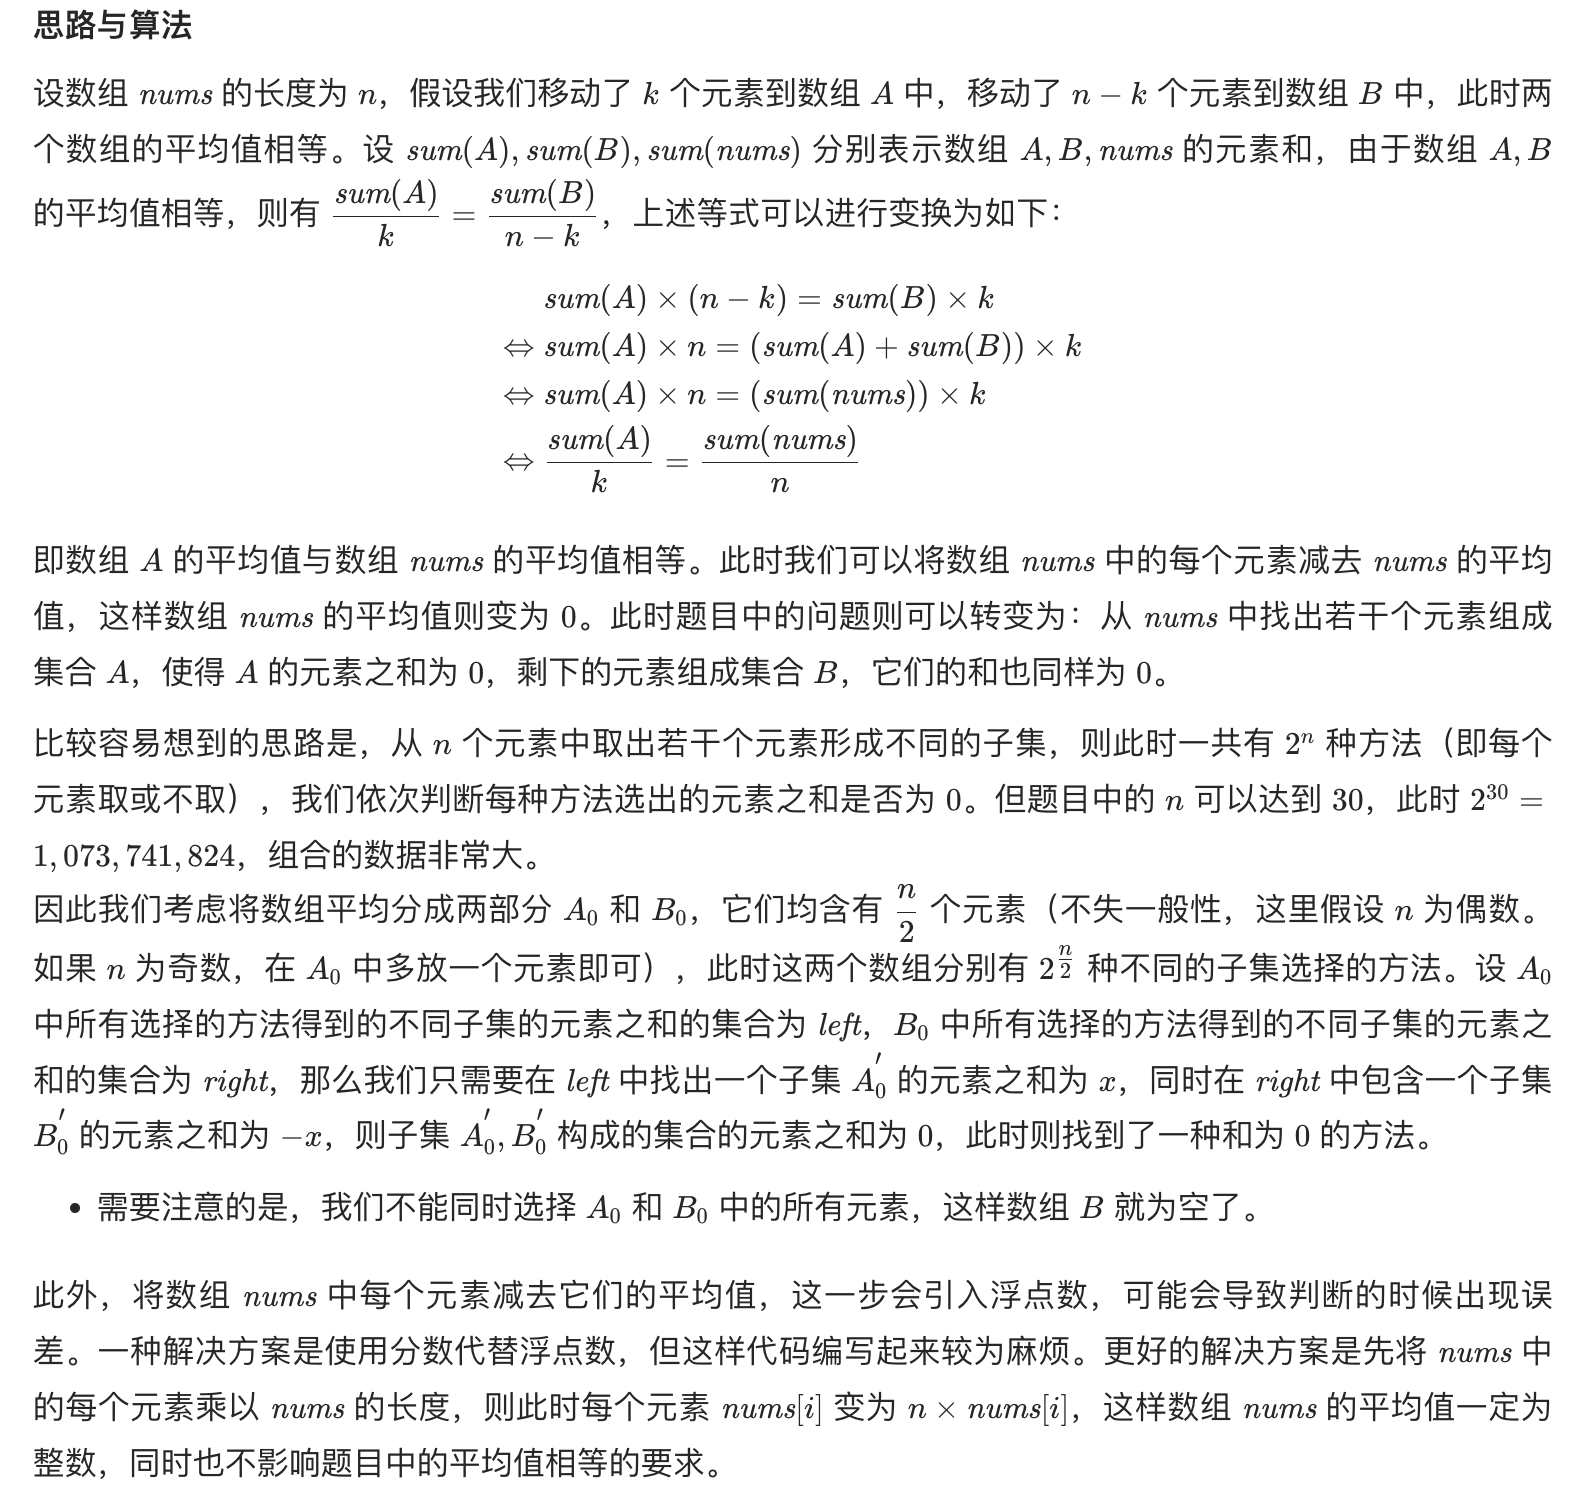 思路与算法
设数组 nums 的长度为 n，假设我们移动了 k 个元素到数组 A 中，移动了 n − k 个元素到数组 B 中，此时两
个数组的平均值相等。设 sum(A), sum(B), sum(nums) 分别表示数组 A, B, nums 的元素和，由于数组 A, B
的平均值相等，则有 \frac{sum(A)}{k} = \frac{sum(B)}{n − k}，上述等式可以进行变换为如下：
sum(A) × (n − k) = sum(B) × k
⇔ sum(A) × n = (sum(A) + sum(B)) × k
⇔ sum(A) × n = (sum(nums)) × k
⇔ \frac{sum(A)}{k} = \frac{sum(nums)}{n}
即数组 A 的平均值与数组 nums 的平均值相等。此时我们可以将数组 nums 中的每个元素减去 nums 的平均
值，这样数组 nums 的平均值则变为 0。此时题目中的问题则可以转变为：从 nums 中找出若干个元素组成
集合 A，使得 A 的元素之和为 0，剩下的元素组成集合 B，它们的和也同样为 0。
比较容易想到的思路是，从 n 个元素中取出若干个元素形成不同的子集，则此时一共有 2^n 种方法（即每个
元素取或不取），我们依次判断每种方法选出的元素之和是否为 0。但题目中的 n 可以达到 30，此时 2^{30} =
1, 073, 741, 824，组合的数据非常大。
因此我们考虑将数组平均分成两部分 A_0 和 B_0，它们均含有 \frac{n}{2} 个元素（不失一般性，这里假设 n 为偶数。
如果 n 为奇数，在 A_0 中多放一个元素即可），此时这两个数组分别有 2^{\frac{n}{2}} 种不同的子集选择的方法。设 A_0
中所有选择的方法得到的不同子集的元素之和的集合为 left，B_0 中所有选择的方法得到的不同子集的元素之
和的集合为 right，那么我们只需要在 left 中找出一个子集 A_0^′ 的元素之和为 x，同时在 right 中包含一个子集
B_0^′ 的元素之和为 −x，则子集 A_0^′, B_0^′ 构成的集合的元素之和为 0，此时则找到了一种和为 0 的方法。
• 需要注意的是，我们不能同时选择 A_0 和 B_0 中的所有元素，这样数组 B 就为空了。
此外，将数组 nums 中每个元素减去它们的平均值，这一步会引入浮点数，可能会导致判断的时候出现误
差。一种解决方案是使用分数代替浮点数，但这样代码编写起来较为麻烦。更好的解决方案是先将 nums 中
的每个元素乘以 nums 的长度，则此时每个元素 nums[i] 变为 n × nums[i]，这样数组 nums 的平均值一定为
整数，同时也不影响题目中的平均值相等的要求。